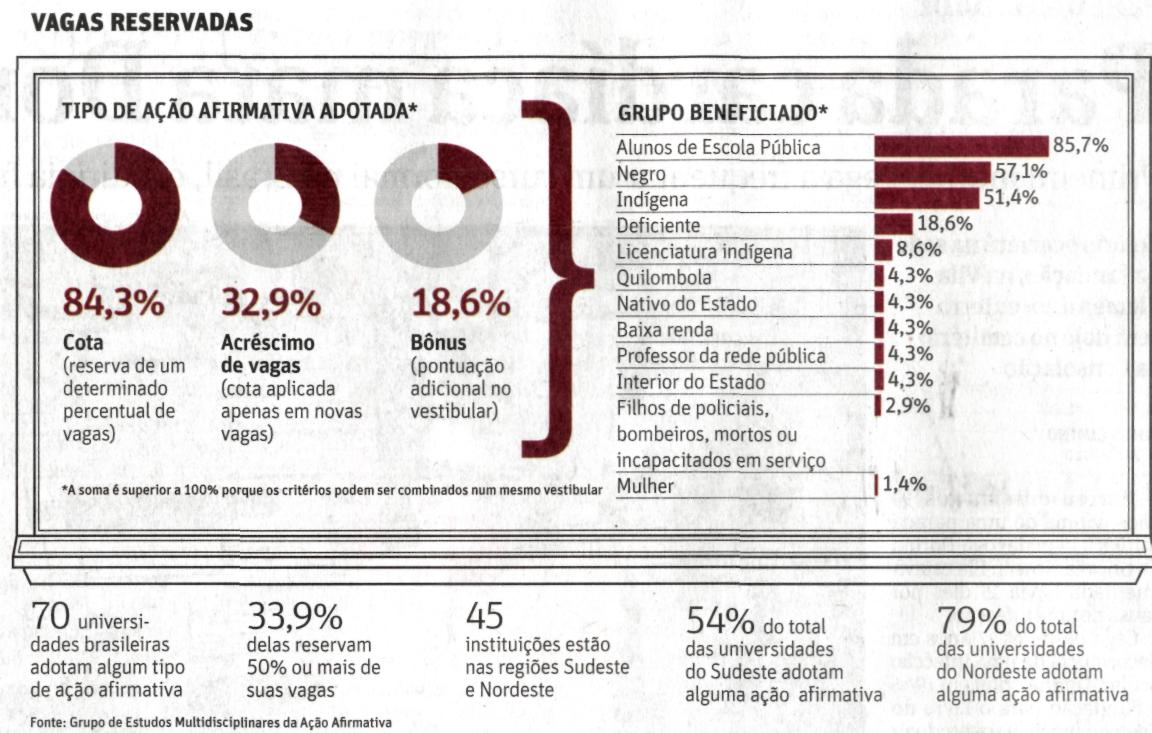 VAGAS RESERVADAS
TIPO DE AÇÃO AFIRMATIVA ADOTADA*
84,3%
Cota
(reserva de um
determinado
percentual de
vagas)
32,9%
Acréscimo
de vagas
(cota aplicada
apenas em novas
vagas)
18,6%
Bônus
(pontuação
adicional no
vestibular)
*A soma é superior a 100% porque os critérios podem ser combinados num mesmo vestibular
GRUPO BENEFICIADO*
Alunos de Escola Pública 85,7%
Negro 57,1%
Indígena 51,4%
Deficiente 18,6%
Licenciatura indígena 8,6%
Quilombola 4,3%
Nativo do Estado 4,3%
Baixa renda 4,3%
Professor da rede pública 4,3%
Interior do Estado 4,3%
Filhos de policiais, 2,9%
bombeiros, mortos ou
incapacitados em serviço
Mulher 1,4%
70 universi-
dades brasileiras
adotam algum tipo
de ação afirmativa
33,9%
delas reservam
50% ou mais de
suas vagas
45
instituições estão
nas regiões Sudeste
e Nordeste
54% do total
das universidades
do Sudeste adotam
alguma ação afirmativa
79% do total
das universidades
do Nordeste adotam
alguma ação afirmativa
Fonte: Grupo de Estudos Multidisciplinares da Ação Afirmativa